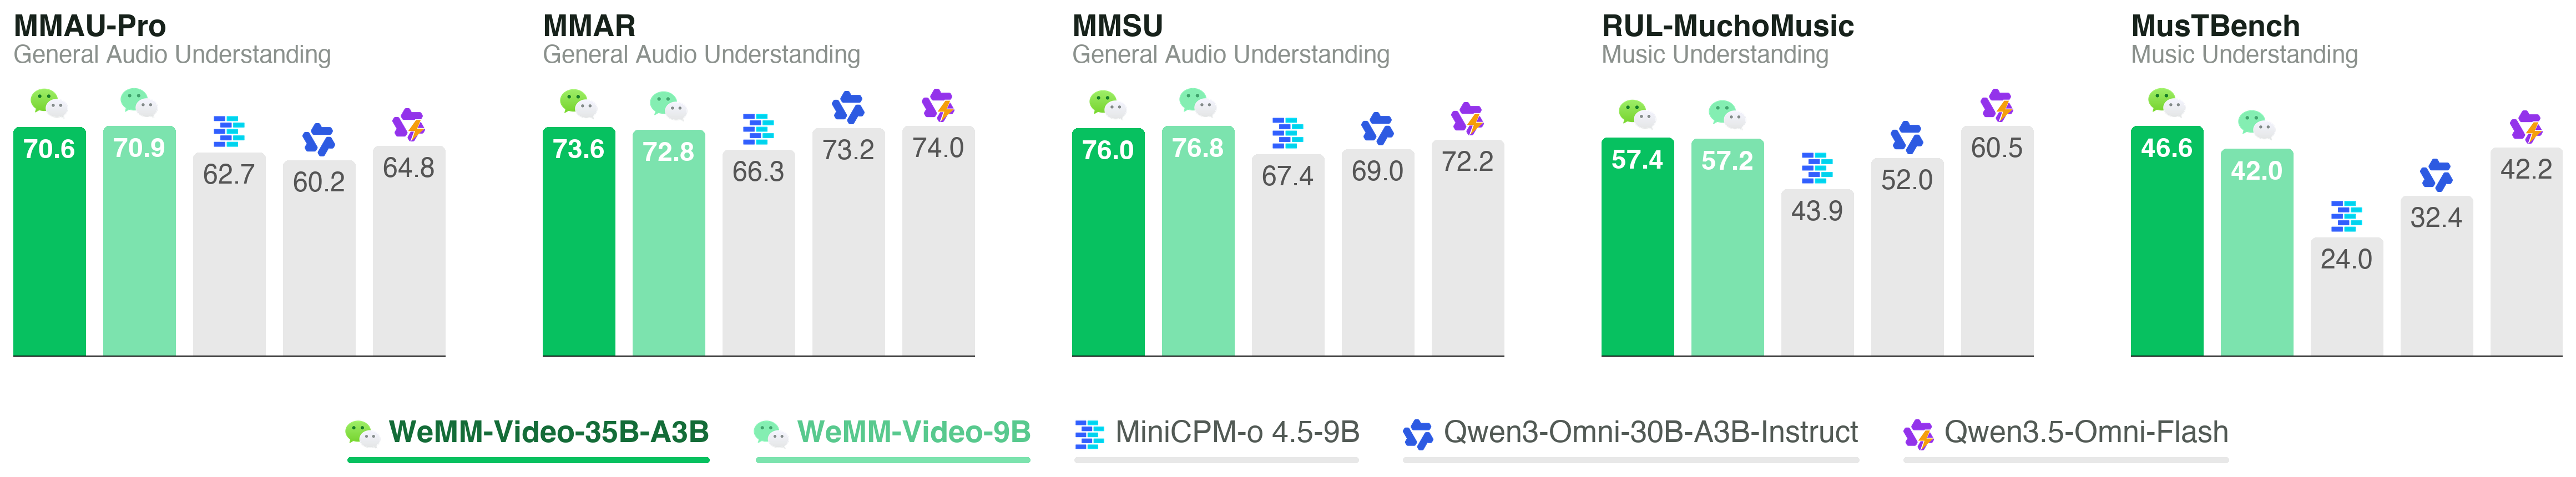 MMAU-Pro
General Audio Understanding
70.6
70.9
62.7
60.2
64.8
MMAR
General Audio Understanding
73.6
72.8
66.3
73.2
74.0
MMSU
General Audio Understanding
76.0
76.8
67.4
69.0
72.2
RUL-MuchoMusic
Music Understanding
57.4
57.2
43.9
52.0
60.5
MusTBench
Music Understanding
46.6
42.0
24.0
32.4
42.2
WeMM-Video-35B-A3B
WeMM-Video-9B
MiniCPM-o 4.5-9B
Qwen3-Omni-30B-A3B-Instruct
Qwen3.5-Omni-Flash